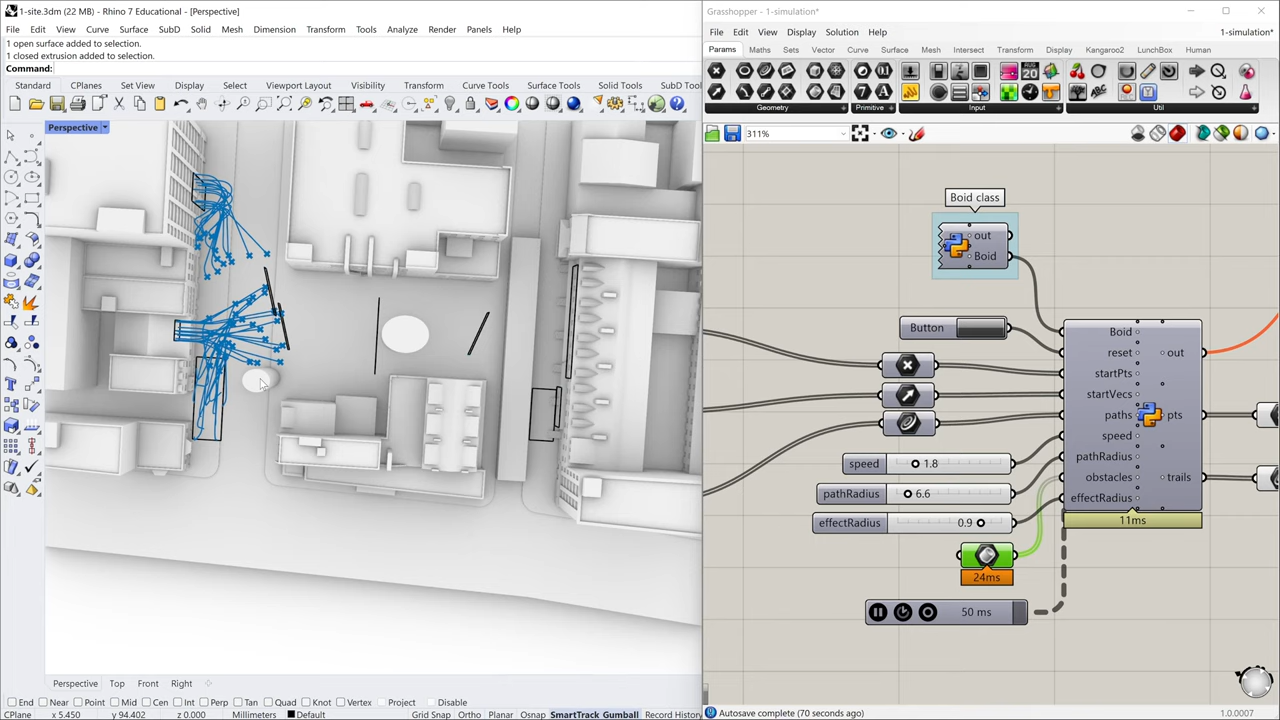 1-site.3dm (22 MB) - Rhino 7 Educational - [Perspective]
File Edit View Curve Surface SubD Solid Mesh Dimension Transform Tools Analyze Render Panels Help
1 open surface added to selection.
1 closed extrusion added to selection.
Command:
Standard CPlanes Set View Display Select Viewport Layout Visibility Transform Curve Tools Surface Tools Solid Tools SubD Tools
Perspective
Perspective Top Front Right
End Near Point Mid Cen Int Perp Tan Quad Knot Vertex Project Disable
CPlane x 5.450 y 94.402 z 0.000 Millimeters Default Grid Snap Ortho Planar Osnap SmartTrack Gumball Record History
Grasshopper - 1-simulation*
File Edit View Display Solution Help 1-simulation*
Params Maths Sets Vector Curve Surface Mesh Intersect Transform Display Kangaroo2 LunchBox Human
Geometry Primitive Input Util
311%
Boid class
out
Boid
Button
speed 1.8
pathRadius 6.6
effectRadius 0.9
24ms
50 ms
Boid
reset
startPts
startVecs
paths
speed
pathRadius
obstacles
effectRadius
out
pts
trails
11ms
Autosave complete (70 seconds ago) 1.0.0007